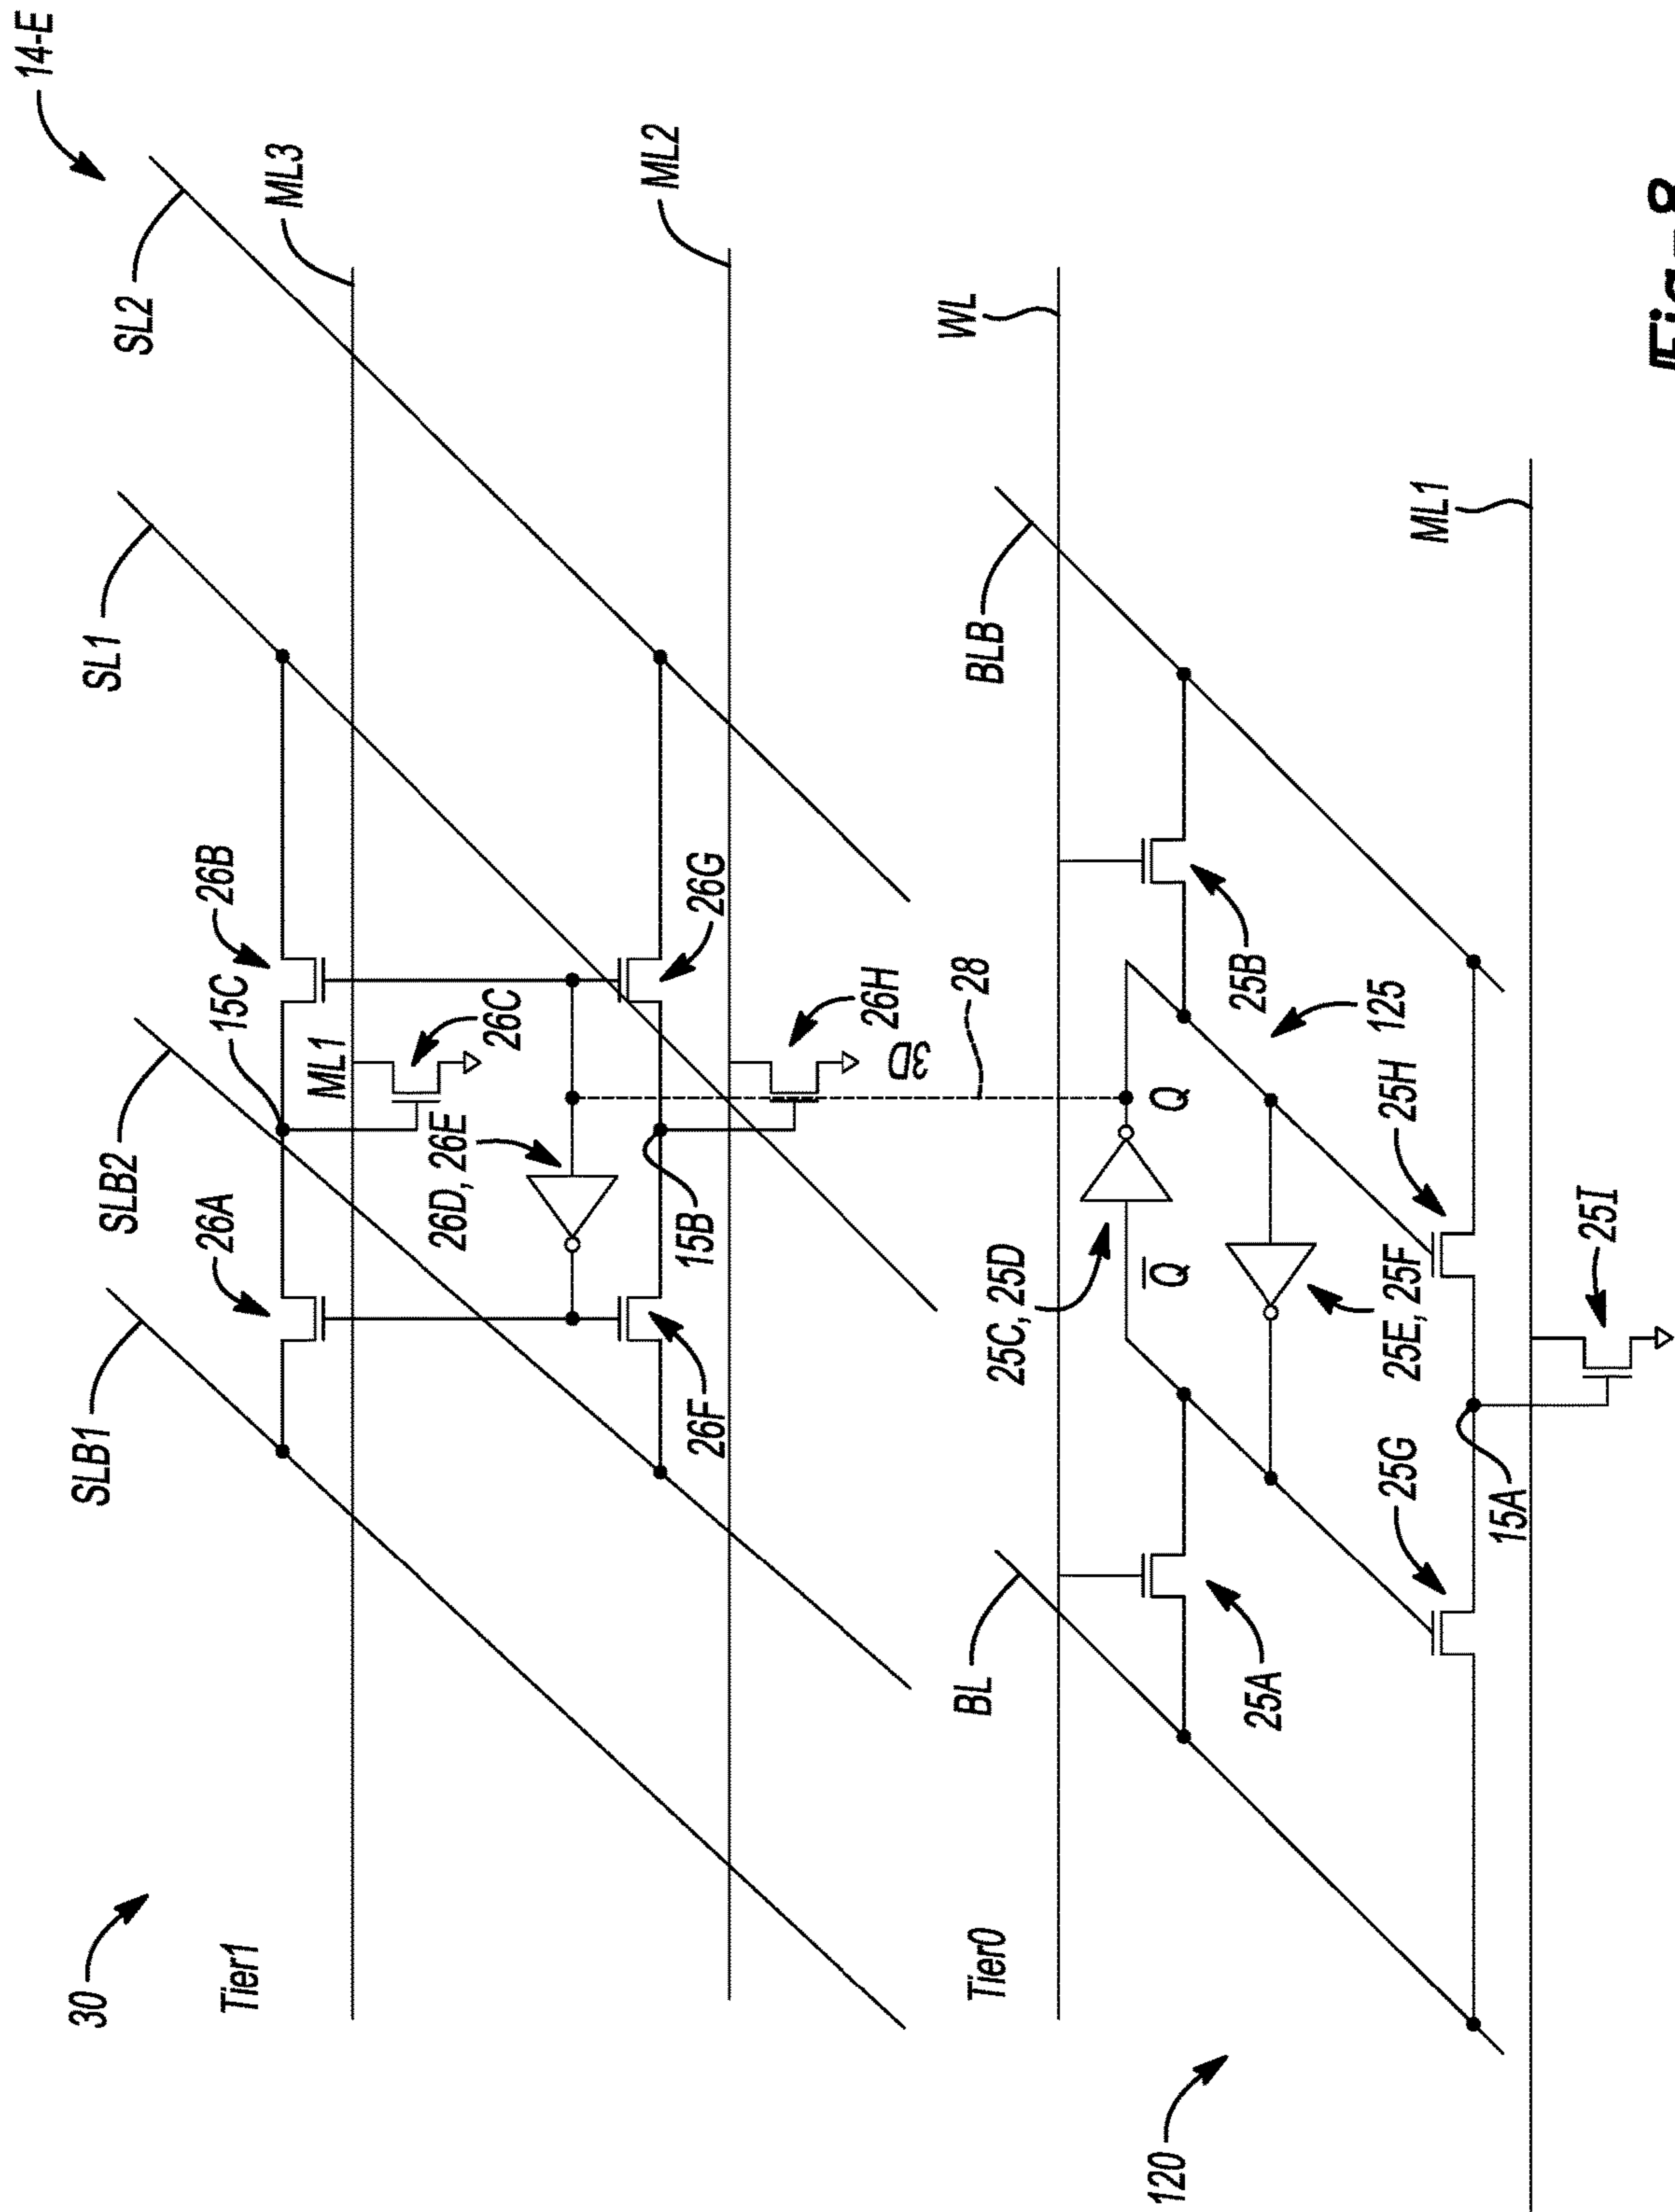 14-E
30
SLB1
SLB2
SL1
SL2
Tier1
26A
15C
26B
ML3
ML1
26D, 26E
26C
26F
15B
26G
ML2
26H
3D
28
Tier0
BL
25C, 25D
BLB
WL
120
Q̅
Q
25A
25B
25G
25E, 25F
25H
125
ML1
15A
25I
Fig-8